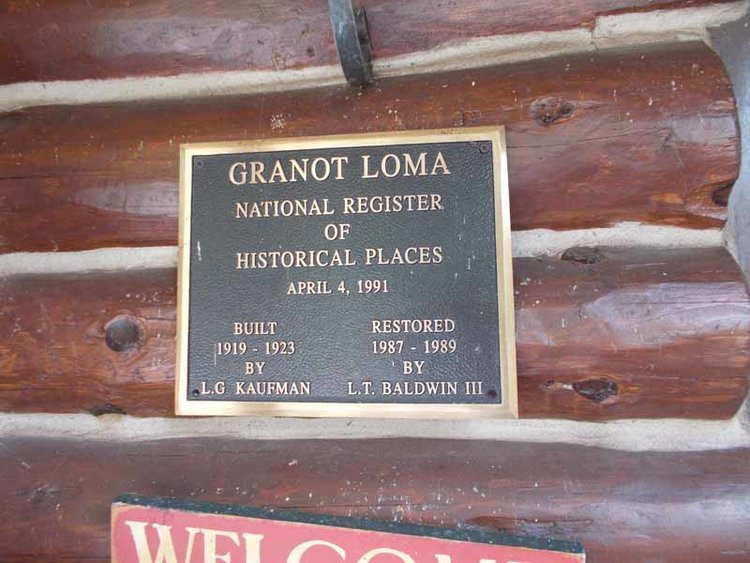 GRANOT LOMA
NATIONAL REGISTER
OF
HISTORICAL PLACES
APRIL 4, 1991
BUILT
1919 - 1923
BY
L.G KAUFMAN
RESTORED
1987 - 1989
BY
L.T. BALDWIN III
WELCOME